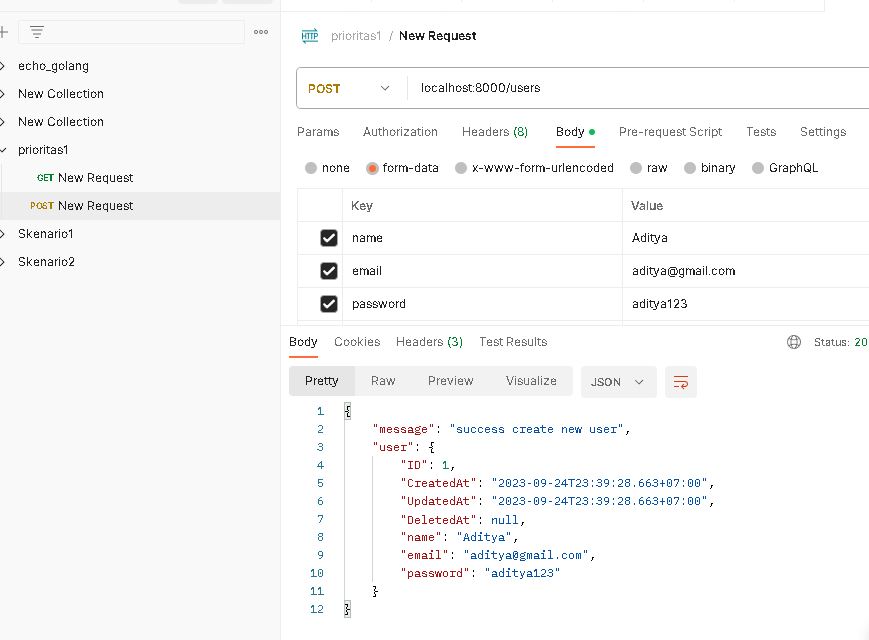 echo_golang
New Collection
New Collection
prioritas1
GET New Request
POST New Request
Skenario1
Skenario2
HTTP prioritas1 / New Request
POST localhost:8000/users
Params Authorization Headers (8) Body Pre-request Script Tests Settings
none form-data x-www-form-urlencoded raw binary GraphQL
Key Value
name Aditya
email aditya@gmail.com
password aditya123
Body Cookies Headers (3) Test Results Status: 20
Pretty Raw Preview Visualize JSON
1 {
2 "message": "success create new user",
3 "user": {
4 "ID": 1,
5 "CreatedAt": "2023-09-24T23:39:28.663+07:00",
6 "UpdatedAt": "2023-09-24T23:39:28.663+07:00",
7 "DeletedAt": null,
8 "name": "Aditya",
9 "email": "aditya@gmail.com",
10 "password": "aditya123"
11 }
12 }